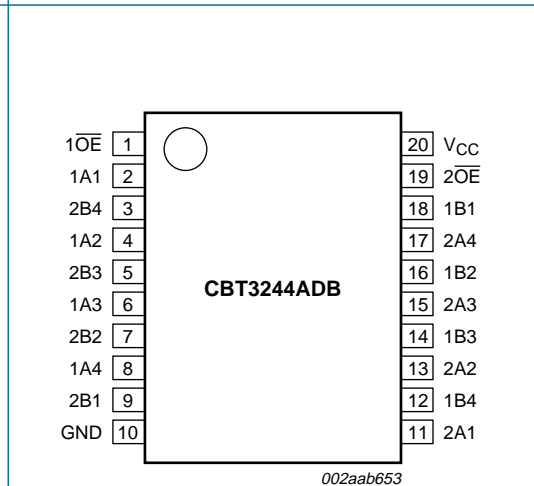 1O̅E̅ 1 20 VCC
1A1 2 19 2O̅E̅
2B4 3 18 1B1
1A2 4 17 2A4
2B3 5 16 1B2
CBT3244ADB
1A3 6 15 2A3
2B2 7 14 1B3
1A4 8 13 2A2
2B1 9 12 1B4
GND 10 11 2A1
002aab653